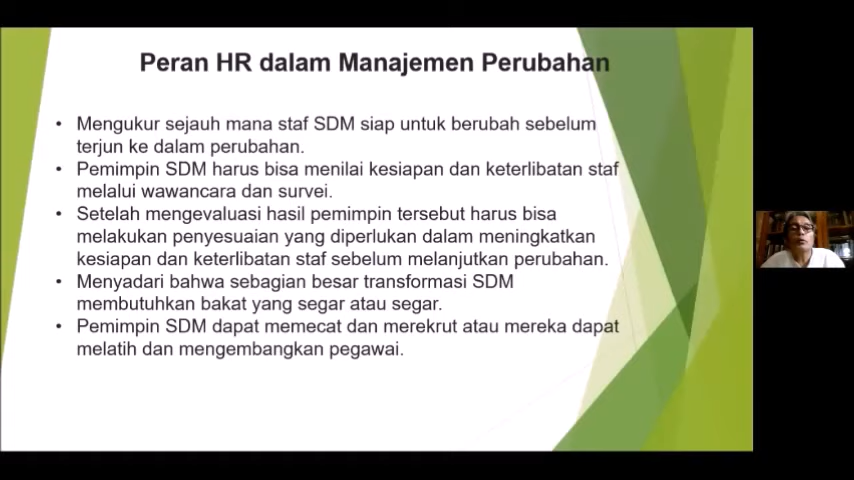 Peran HR dalam Manajemen Perubahan
• Mengukur sejauh mana staf SDM siap untuk berubah sebelum
terjun ke dalam perubahan.
• Pemimpin SDM harus bisa menilai kesiapan dan keterlibatan staf
melalui wawancara dan survei.
• Setelah mengevaluasi hasil pemimpin tersebut harus bisa
melakukan penyesuaian yang diperlukan dalam meningkatkan
kesiapan dan keterlibatan staf sebelum melanjutkan perubahan.
• Menyadari bahwa sebagian besar transformasi SDM
membutuhkan bakat yang segar atau segar.
• Pemimpin SDM dapat memecat dan merekrut atau mereka dapat
melatih dan mengembangkan pegawai.